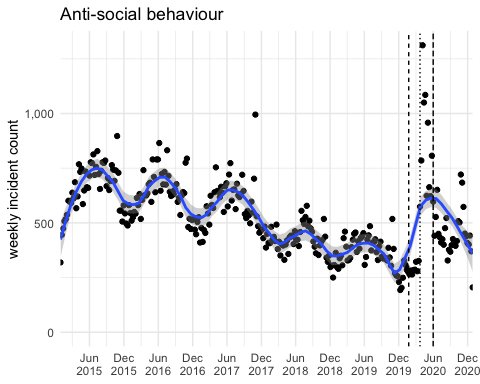 Anti-social behaviour
weekly incident count
1,000
500
0
Jun Dec Jun Dec Jun Dec Jun Dec Jun Dec Jun Dec
2015 2015 2016 2016 2017 2017 2018 2018 2019 2019 2020 2020